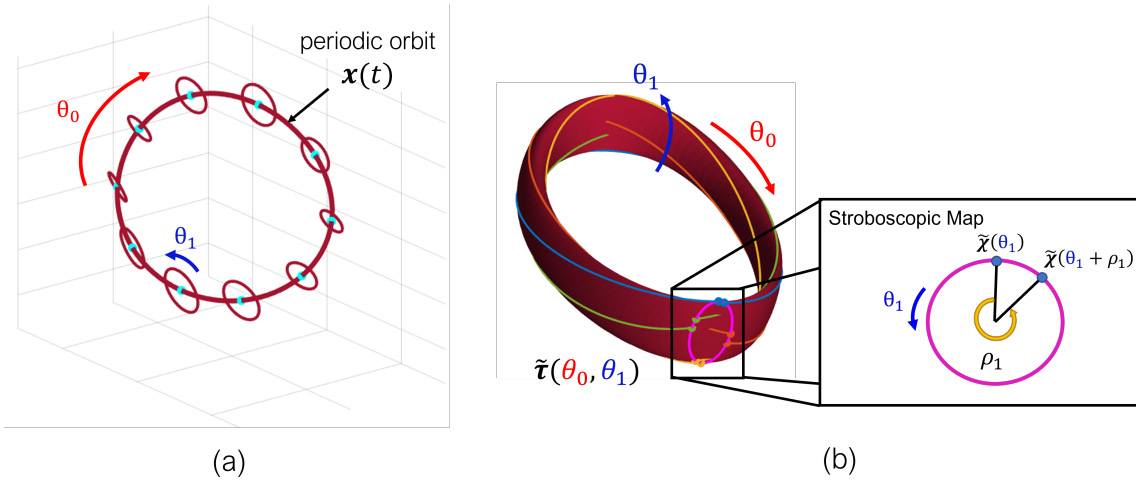 periodic orbit
x(t)
θ₀
θ₁
(a)
θ₁
θ₀
τ̃(θ₀, θ₁)
Stroboscopic Map
χ̃(θ₁)
χ̃(θ₁ + ρ₁)
θ₁
ρ₁
(b)